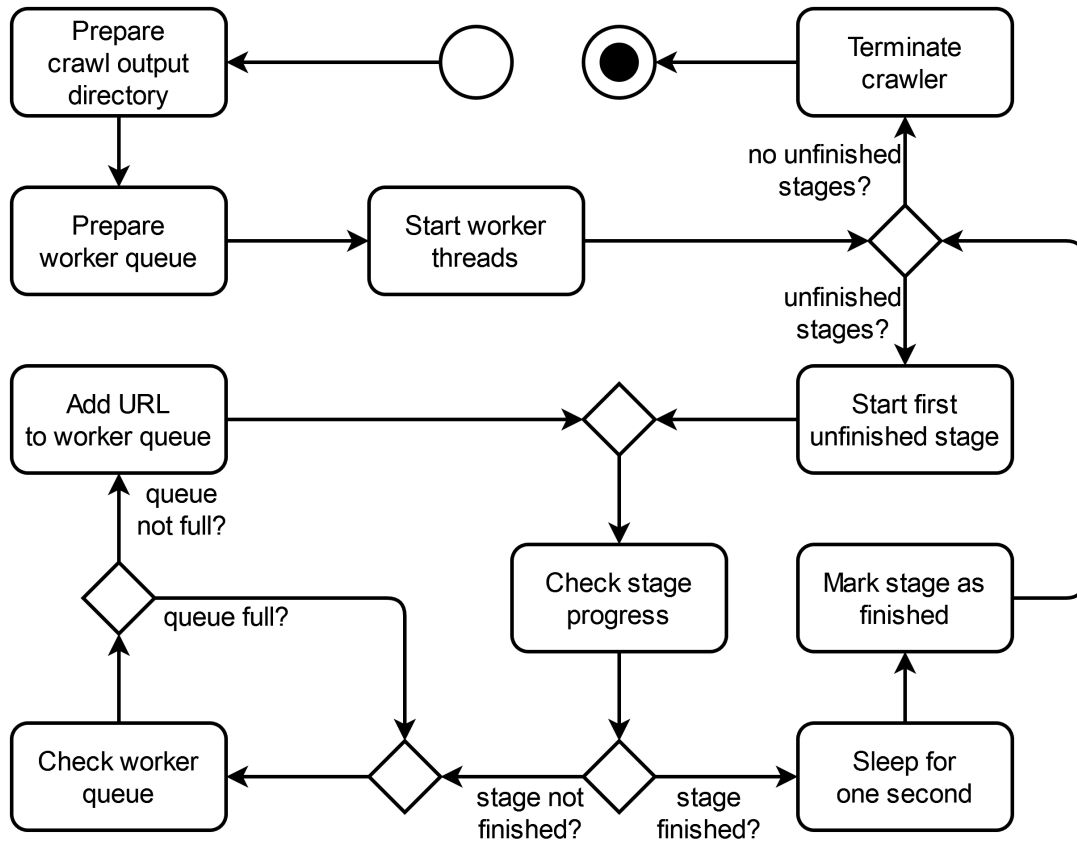 Prepare
crawl output
directory
Terminate
crawler
no unfinished
stages?
Prepare
worker queue
Start worker
threads
unfinished
stages?
Add URL
to worker queue
Start first
unfinished stage
queue
not full?
Check stage
progress
Mark stage as
finished
queue full?
Check worker
queue
Sleep for
one second
stage not
finished?
stage
finished?